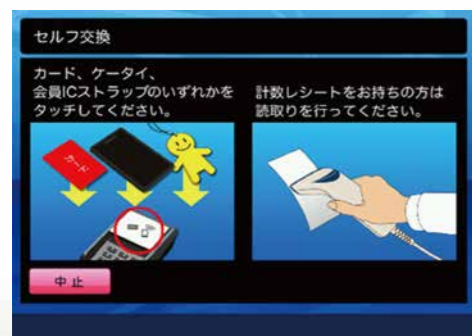 セルフ交換
カード、ケータイ、
会員ICストラップのいずれかを
タッチしてください。
計数レシートをお持ちの方は
読取りを行ってください。
カード
中止